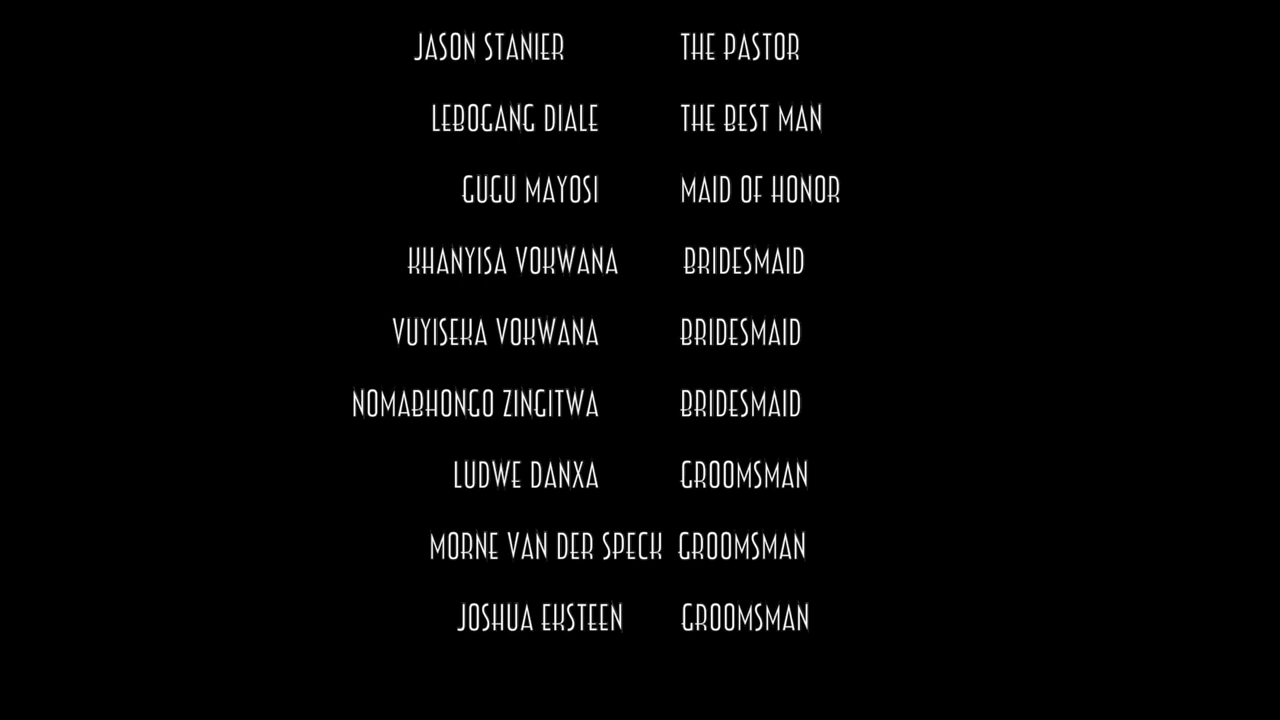 JASON STANIER THE PASTOR
LEBOGANG DIALE THE BEST MAN
GUGU MAYOSI MAID OF HONOR
KHANYISA VOKWANA BRIDESMAID
VUYISEKA VOKWANA BRIDESMAID
NOMABHONGO ZINGITWA BRIDESMAID
LUDWE DANXA GROOMSMAN
MORNE VAN DER SPECK GROOMSMAN
JOSHUA EKSTEEN GROOMSMAN